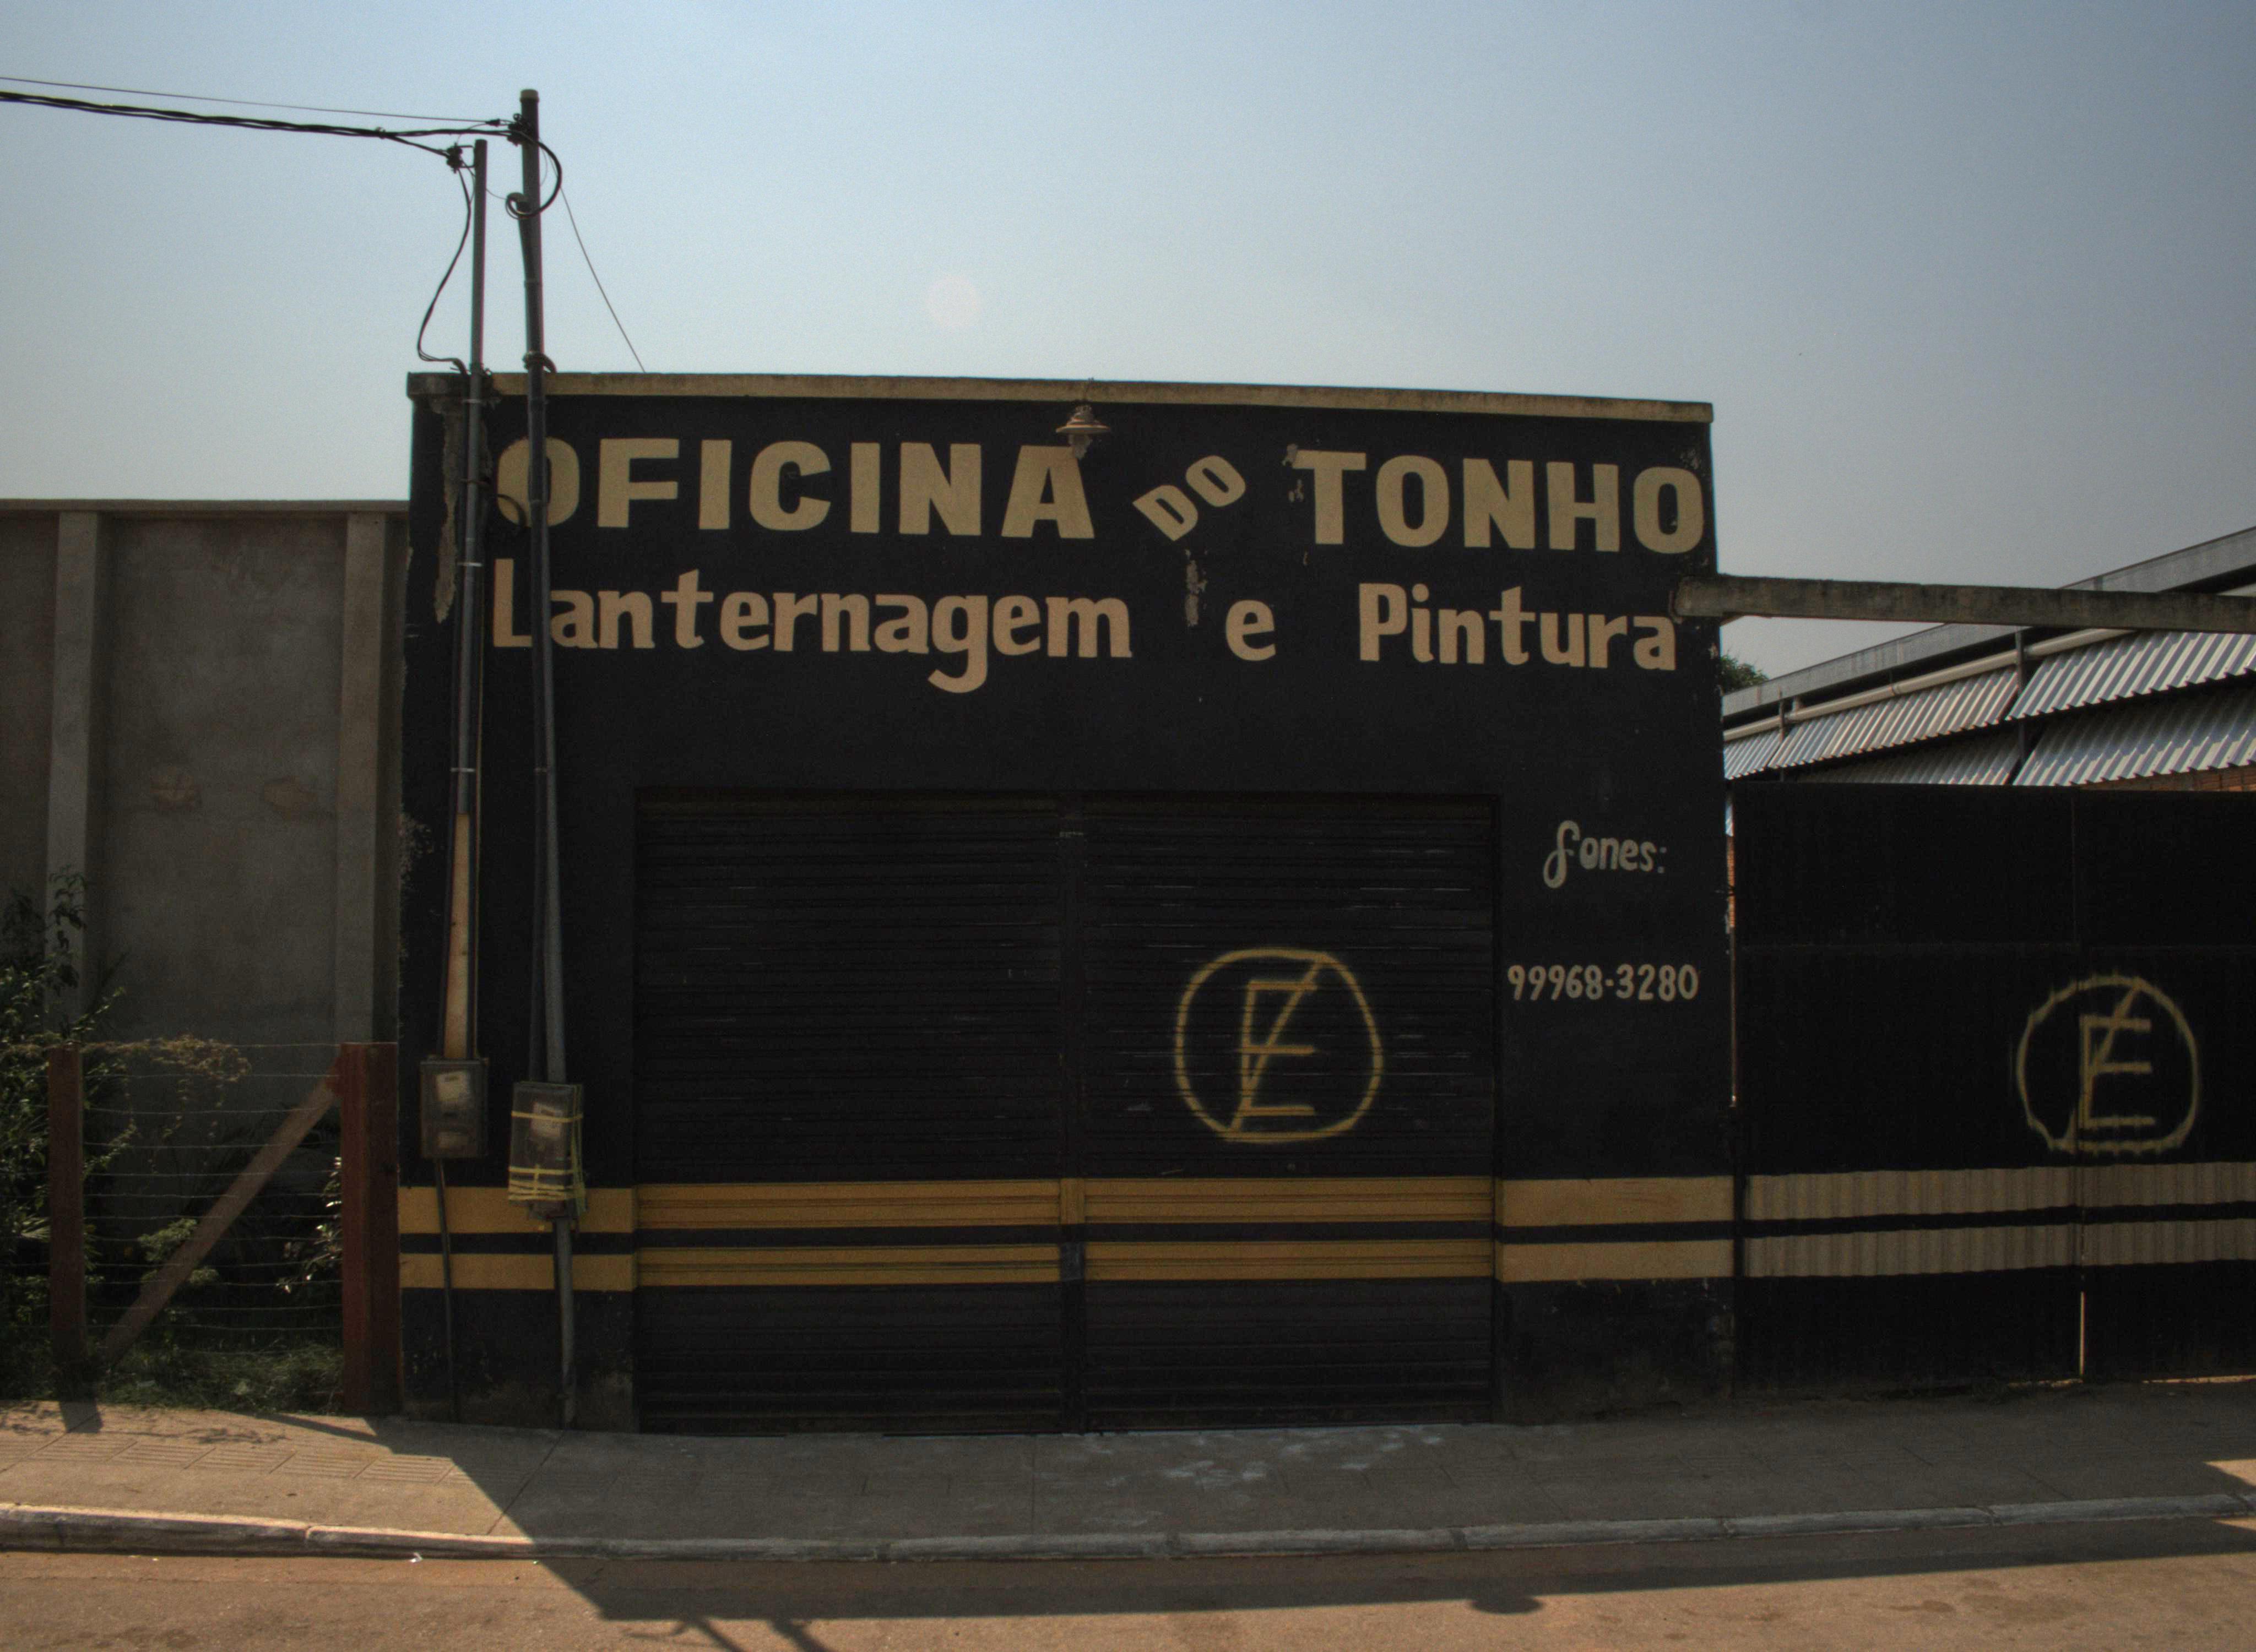 OFICINA DO TONHO
Lanternagem e Pintura
fones:
99968-3280
E
E